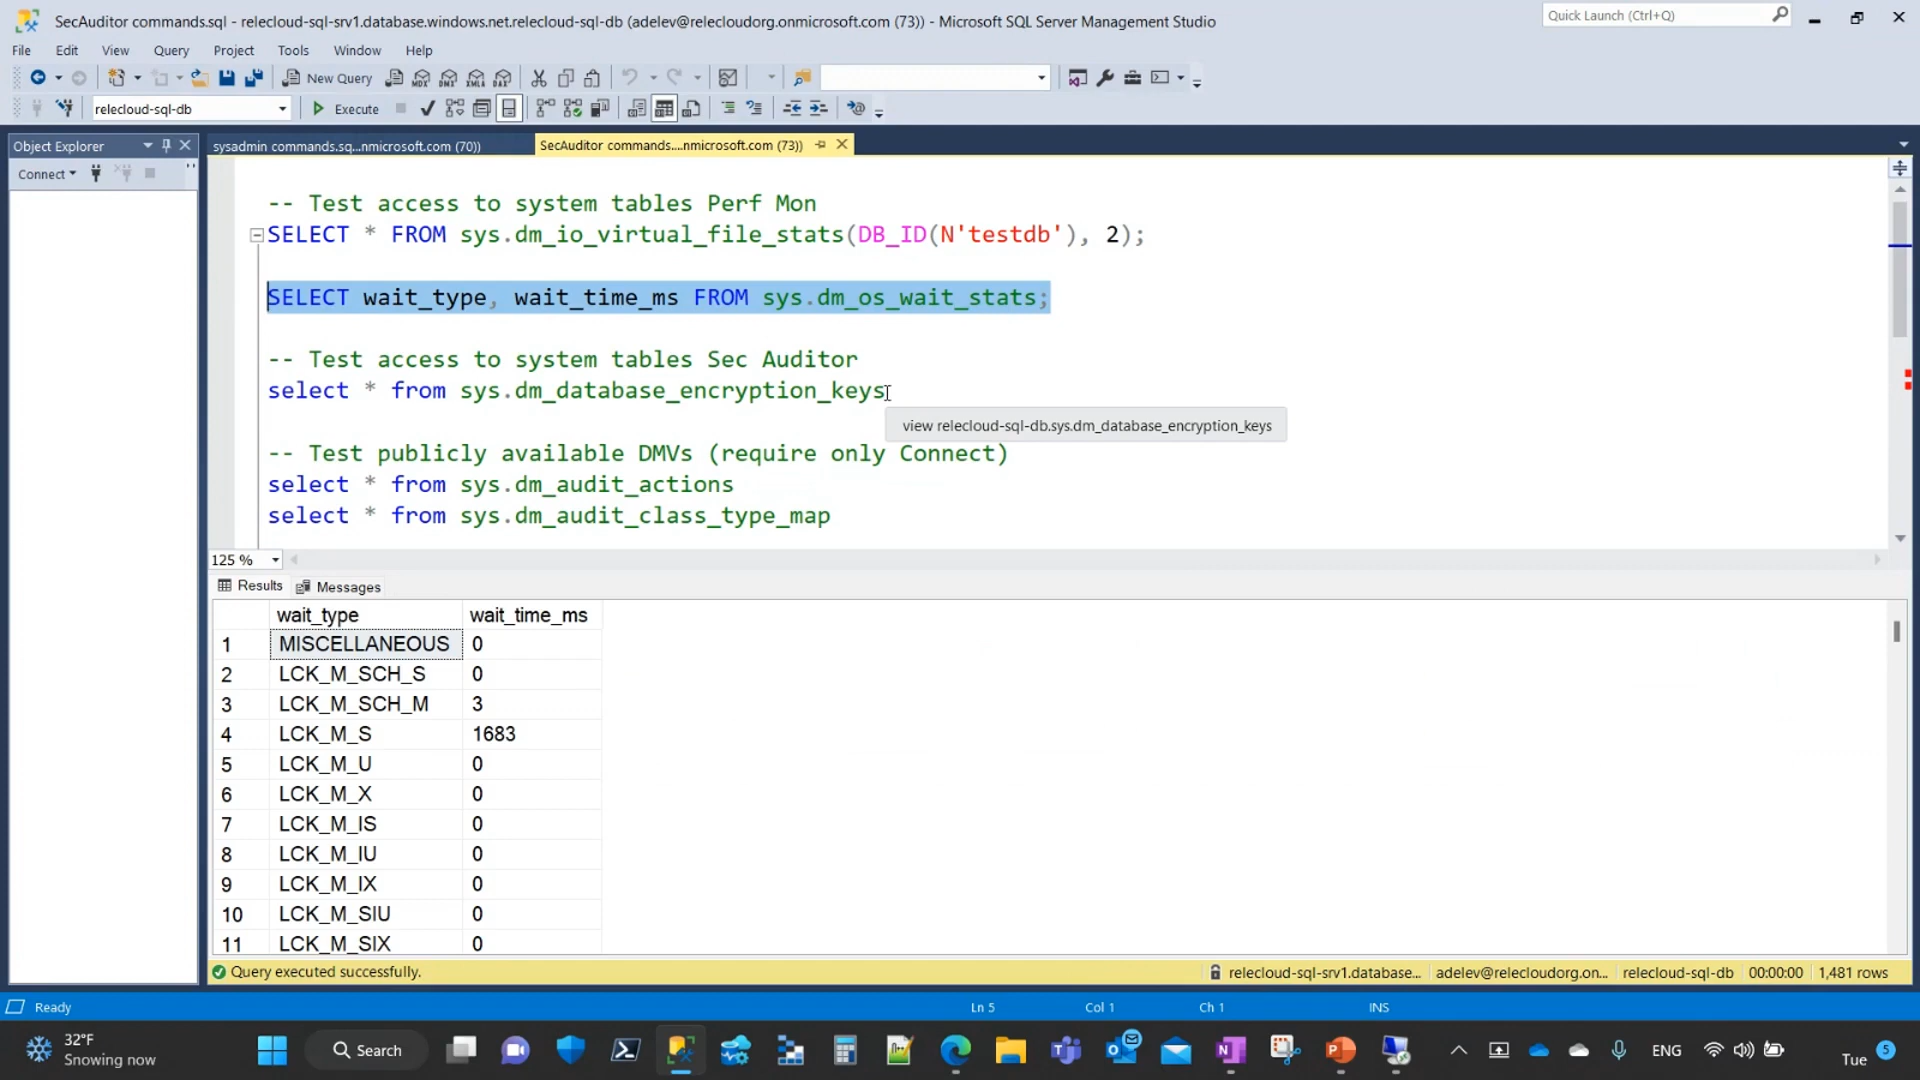 SecAuditor commands.sql - relecloud-sql-srv1.database.windows.net.relecloud-sql-db (adelev@relecloudorg.onmicrosoft.com (73)) - Microsoft SQL Server Management Studio
Quick Launch (Ctrl+Q)
File Edit View Query Project Tools Window Help
New Query
MDX DMX XMLA DAX
relecloud-sql-db Execute
Object Explorer
sysadmin commands.sq...nmicrosoft.com (70))
SecAuditor commands....nmicrosoft.com (73))
Connect
-- Test access to system tables Perf Mon
SELECT * FROM sys.dm_io_virtual_file_stats(DB_ID(N'testdb'), 2);
SELECT wait_type, wait_time_ms FROM sys.dm_os_wait_stats;
-- Test access to system tables Sec Auditor
select * from sys.dm_database_encryption_keys
view relecloud-sql-db.sys.dm_database_encryption_keys
-- Test publicly available DMVs (require only Connect)
select * from sys.dm_audit_actions
select * from sys.dm_audit_class_type_map
125 %
Results Messages
wait_type wait_time_ms
1 MISCELLANEOUS 0
2 LCK_M_SCH_S 0
3 LCK_M_SCH_M 3
4 LCK_M_S 1683
5 LCK_M_U 0
6 LCK_M_X 0
7 LCK_M_IS 0
8 LCK_M_IU 0
9 LCK_M_IX 0
10 LCK_M_SIU 0
11 LCK_M_SIX 0
Query executed successfully.
relecloud-sql-srv1.database... adelev@relecloudorg.on... relecloud-sql-db 00:00:00 1,481 rows
Ready Ln 5 Col 1 Ch 1 INS
32°F
Snowing now
Search
ENG
Tue 5